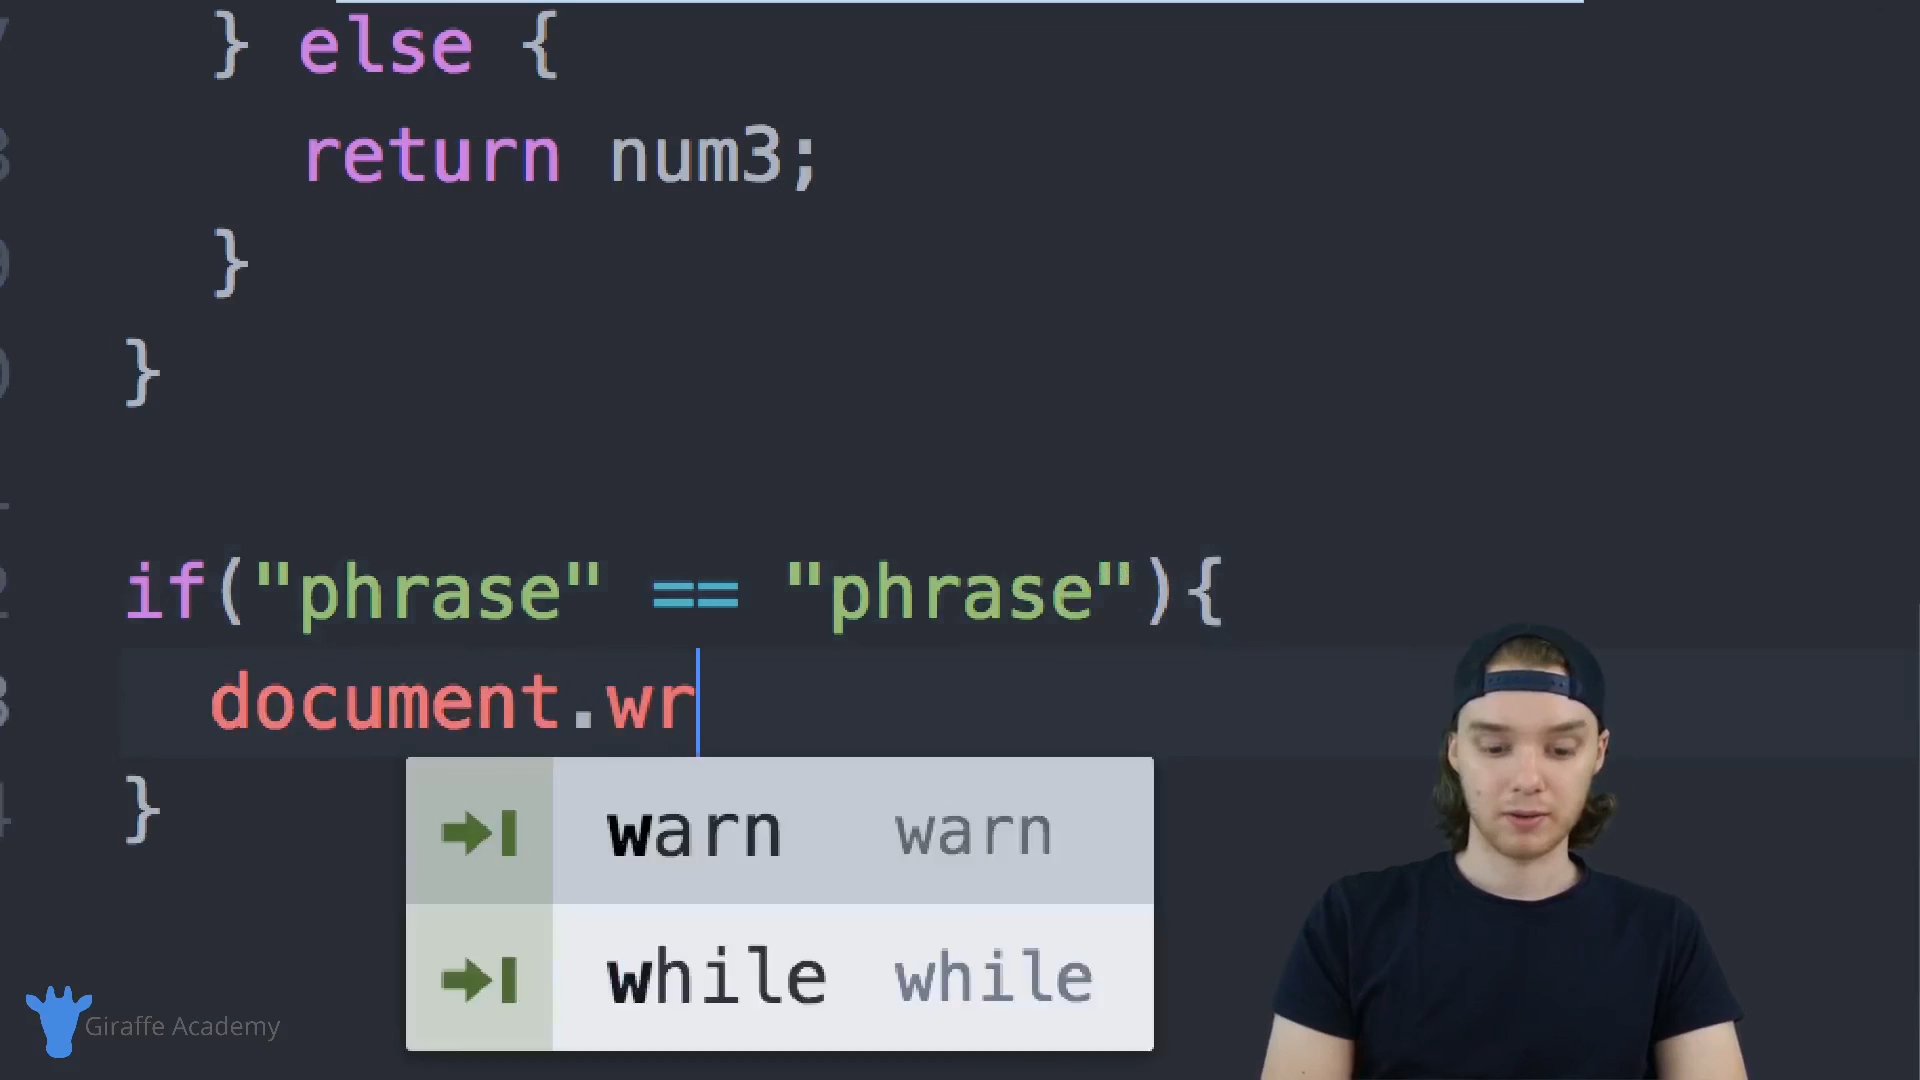 } else {
return num3;
}
}
if("phrase" == "phrase"){
document.wr
}
warn warn
while while
Giraffe Academy